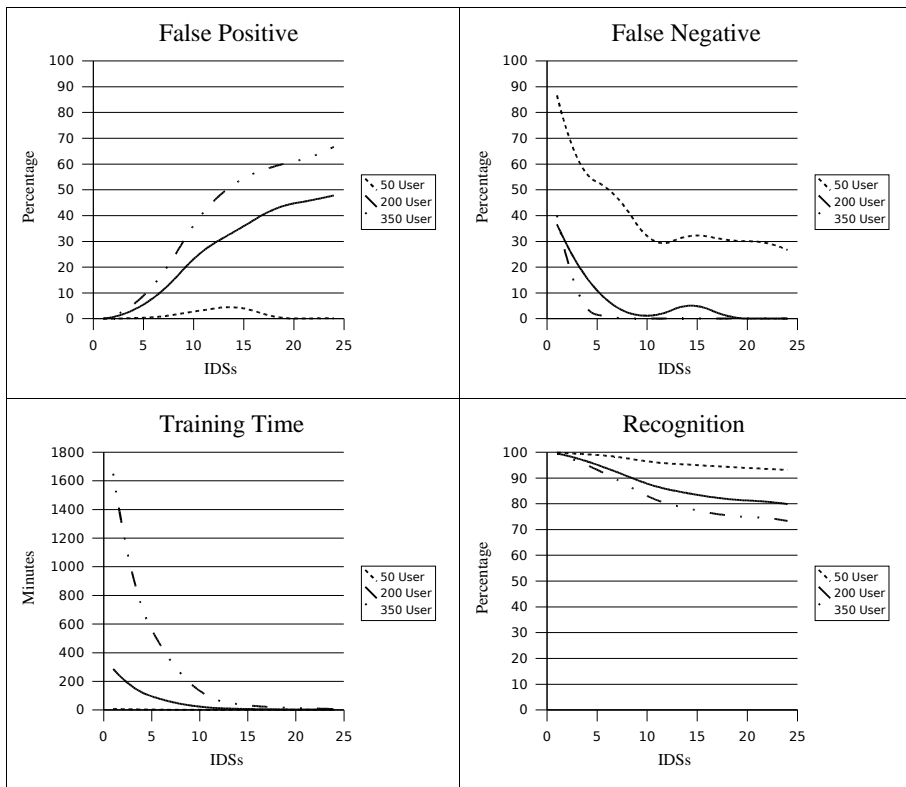 False Positive
100
90
80
70
60
50
40
30
20
10
0
Percentage
0 5 10 15 20 25
IDSs
50 User
200 User
350 User
False Negative
100
90
80
70
60
50
40
30
20
10
0
Percentage
0 5 10 15 20 25
IDSs
50 User
200 User
350 User
Training Time
1800
1600
1400
1200
1000
800
600
400
200
0
Minutes
0 5 10 15 20 25
IDSs
50 User
200 User
350 User
Recognition
100
90
80
70
60
50
40
30
20
10
0
Percentage
0 5 10 15 20 25
IDSs
50 User
200 User
350 User